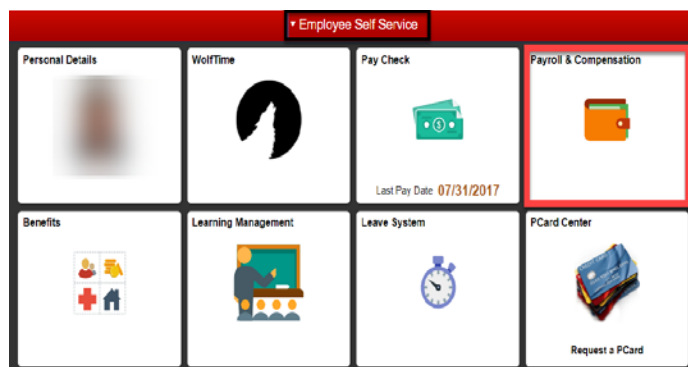 Employee Self Service
Personal Details
WolfTime
Pay Check
Payroll & Compensation
Last Pay Date 07/31/2017
Benefits
Learning Management
Leave System
PCard Center
Request a PCard